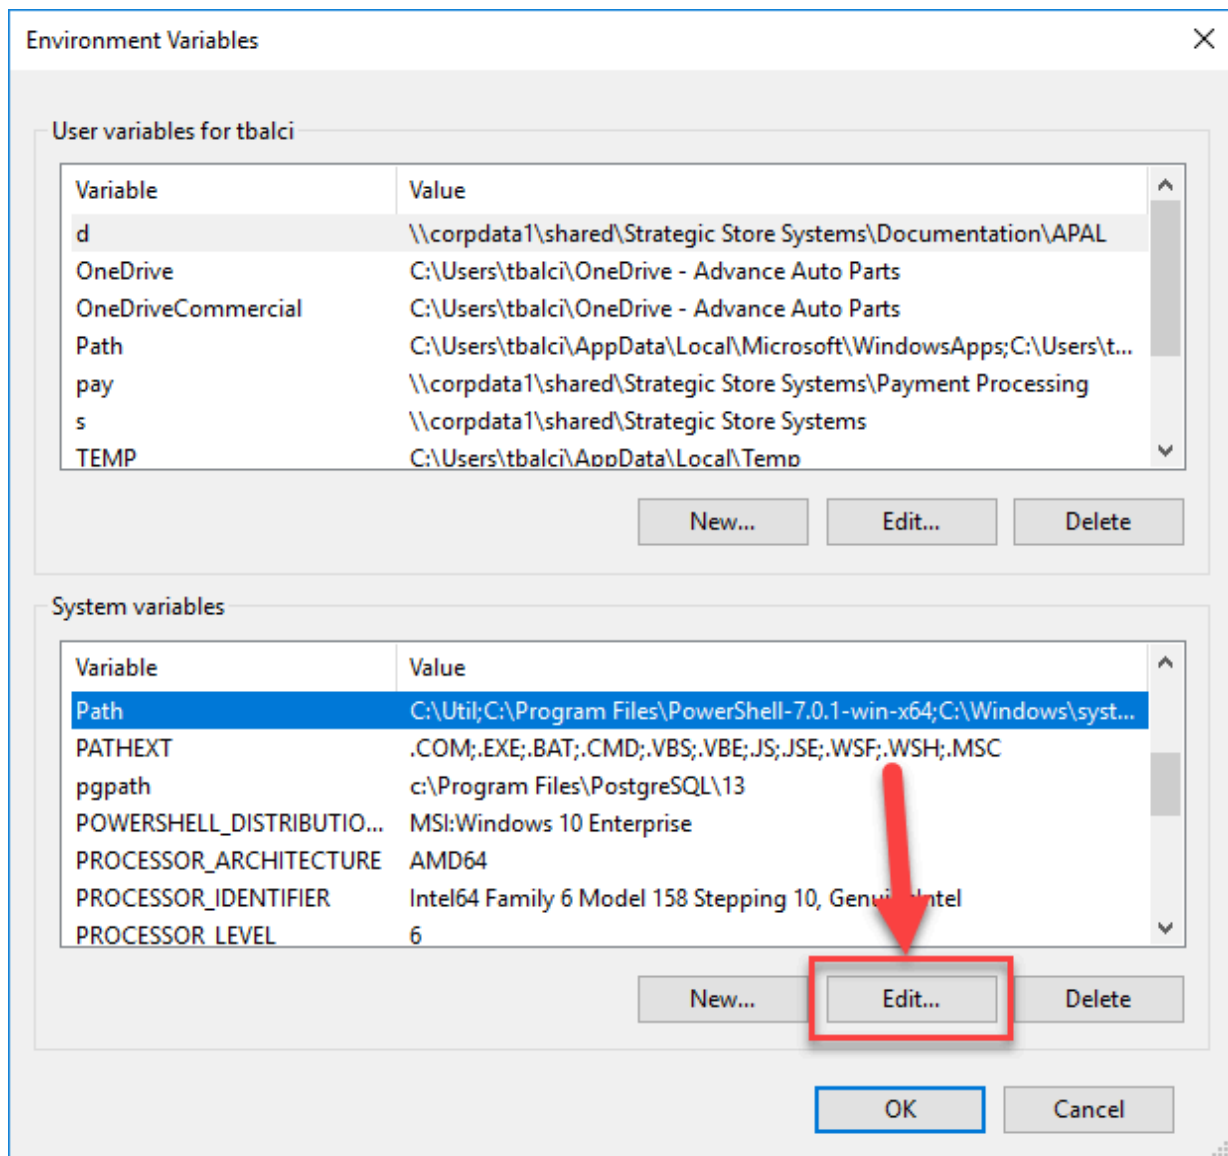 Environment Variables
User variables for tbalci
Variable Value
d \\corpdata1\shared\Strategic Store Systems\Documentation\APAL
OneDrive C:\Users\tbalci\OneDrive - Advance Auto Parts
OneDriveCommercial C:\Users\tbalci\OneDrive - Advance Auto Parts
Path C:\Users\tbalci\AppData\Local\Microsoft\WindowsApps;C:\Users\t...
pay \\corpdata1\shared\Strategic Store Systems\Payment Processing
s \\corpdata1\shared\Strategic Store Systems
TEMP C:\Users\tbalci\AppData\Local\Temp
New... Edit... Delete
System variables
Variable Value
Path C:\Util;C:\Program Files\PowerShell-7.0.1-win-x64;C:\Windows\syst...
PATHEXT .COM;.EXE;.BAT;.CMD;.VBS;.VBE;.JS;.JSE;.WSF;.WSH;.MSC
pgpath c:\Program Files\PostgreSQL\13
POWERSHELL_DISTRIBUTIO... MSI:Windows 10 Enterprise
PROCESSOR_ARCHITECTURE AMD64
PROCESSOR_IDENTIFIER Intel64 Family 6 Model 158 Stepping 10, GenuineIntel
PROCESSOR_LEVEL 6
New... Edit... Delete
OK Cancel